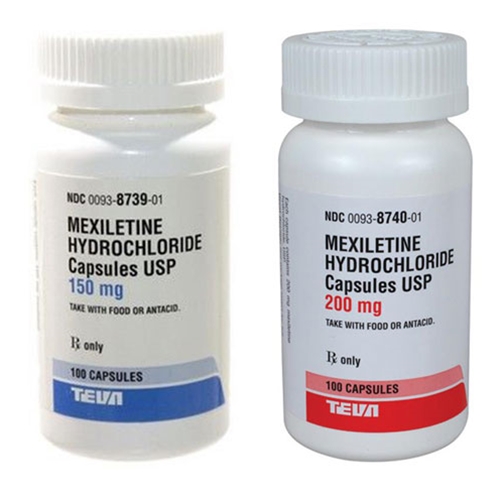 NDC 0093-8739-01
MEXILETINE
HYDROCHLORIDE
Capsules USP
150 mg
TAKE WITH FOOD OR ANTACID.
℞ only
100 CAPSULES
TEVA
NDC 0093-8740-01
MEXILETINE
HYDROCHLORIDE
Capsules USP
200 mg
TAKE WITH FOOD OR ANTACID.
℞ only
100 CAPSULES
TEVA